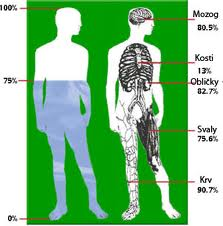 100%
75%
0%
Mozog
80.5%
Kosti
13%
Obličky
82.7%
Svaly
75.6%
Krv
90.7%